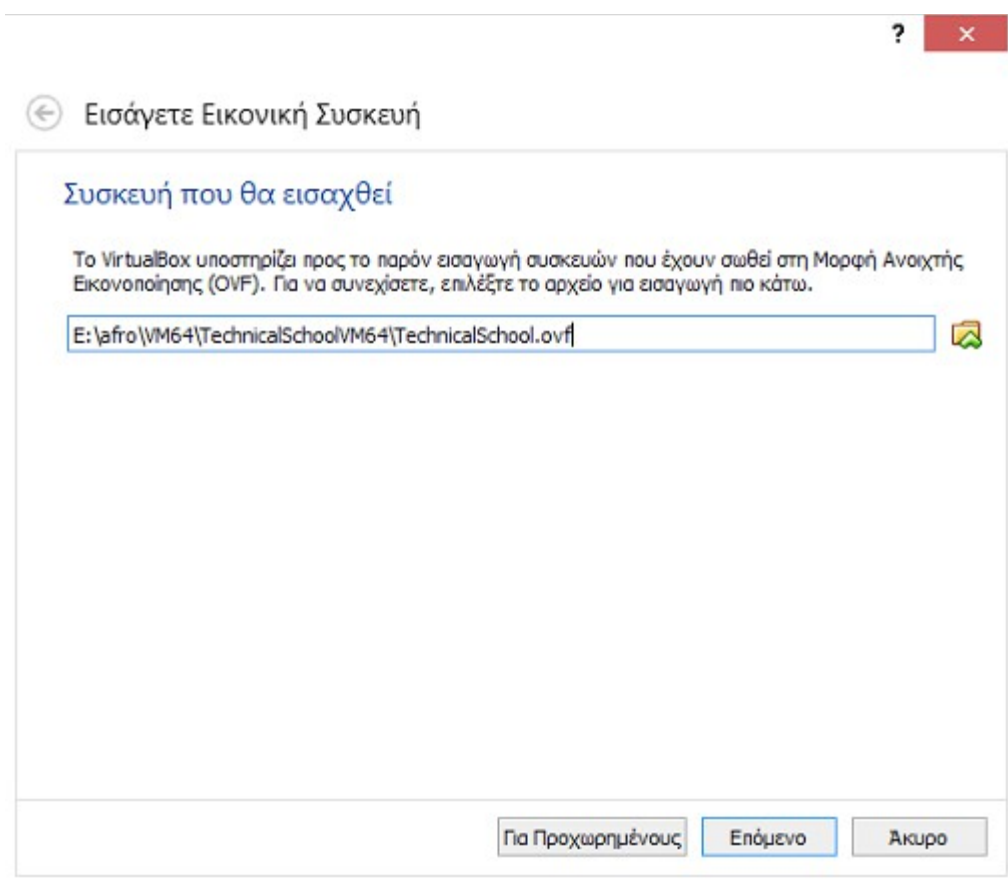 ?
Εισάγετε Εικονική Συσκευή
Συσκευή που θα εισαχθεί
Το VirtualBox υποστηρίζει προς το παρόν εισαγωγή συσκευών που έχουν σωθεί στη Μορφή Ανοιχτής
Εικονοποίησης (OVF). Για να συνεχίσετε, επιλέξτε το αρχείο για εισαγωγή πιο κάτω.
E:\afro\VM64\TechnicalSchoolVM64\TechnicalSchool.ovf
Για Προχωρημένους Επόμενο Άκυρο